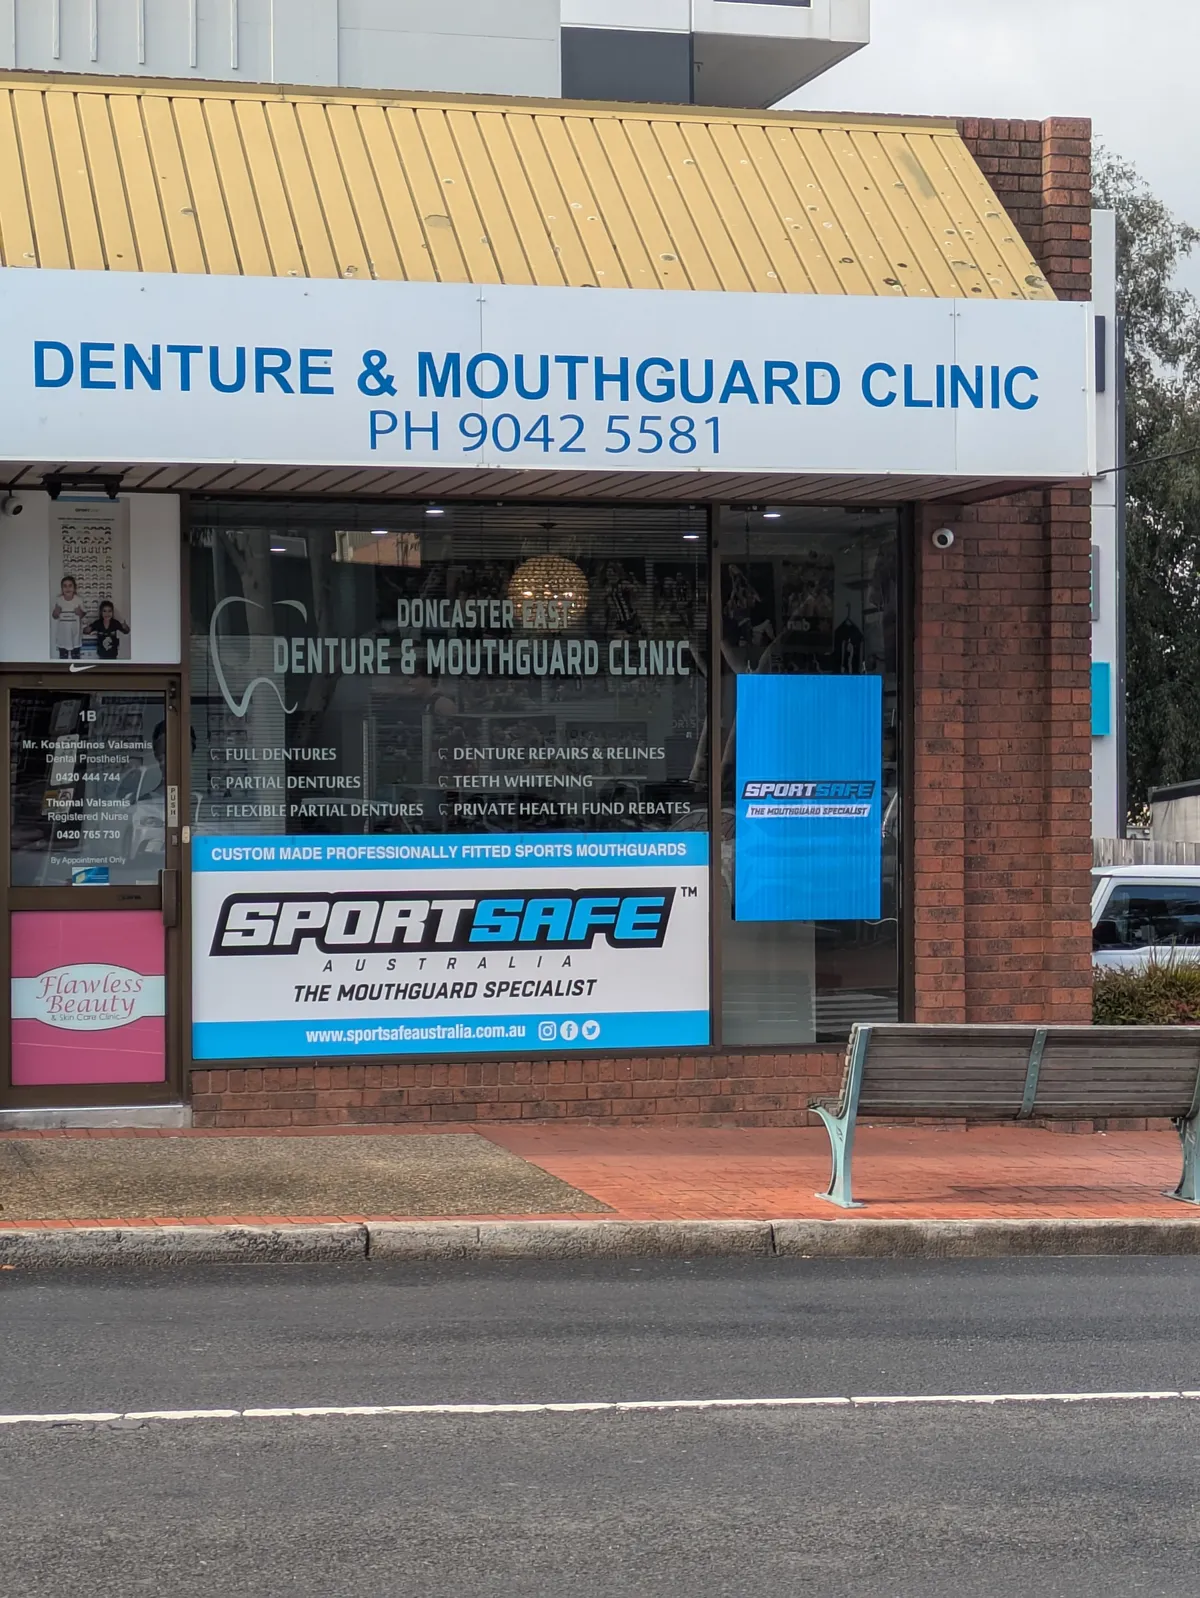 DENTURE & MOUTHGUARD CLINIC
PH 9042 5581
DONCASTER EAST
DENTURE & MOUTHGUARD CLINIC
FULL DENTURES
PARTIAL DENTURES
FLEXIBLE PARTIAL DENTURES
DENTURE REPAIRS & RELINES
TEETH WHITENING
PRIVATE HEALTH FUND REBATES
1B
Mr. Kostandinos Valsamis
Dental Prosthetist
0420 444 744
Thomai Valsamis
Registered Nurse
0420 765 730
By Appointment Only
PUSH
Flawless
Beauty
& Skin Care Clinic
CUSTOM MADE PROFESSIONALLY FITTED SPORTS MOUTHGUARDS
SPORTSAFE™
AUSTRALIA
THE MOUTHGUARD SPECIALIST
www.sportsafeaustralia.com.au
SPORTSAFE
THE MOUTHGUARD SPECIALIST